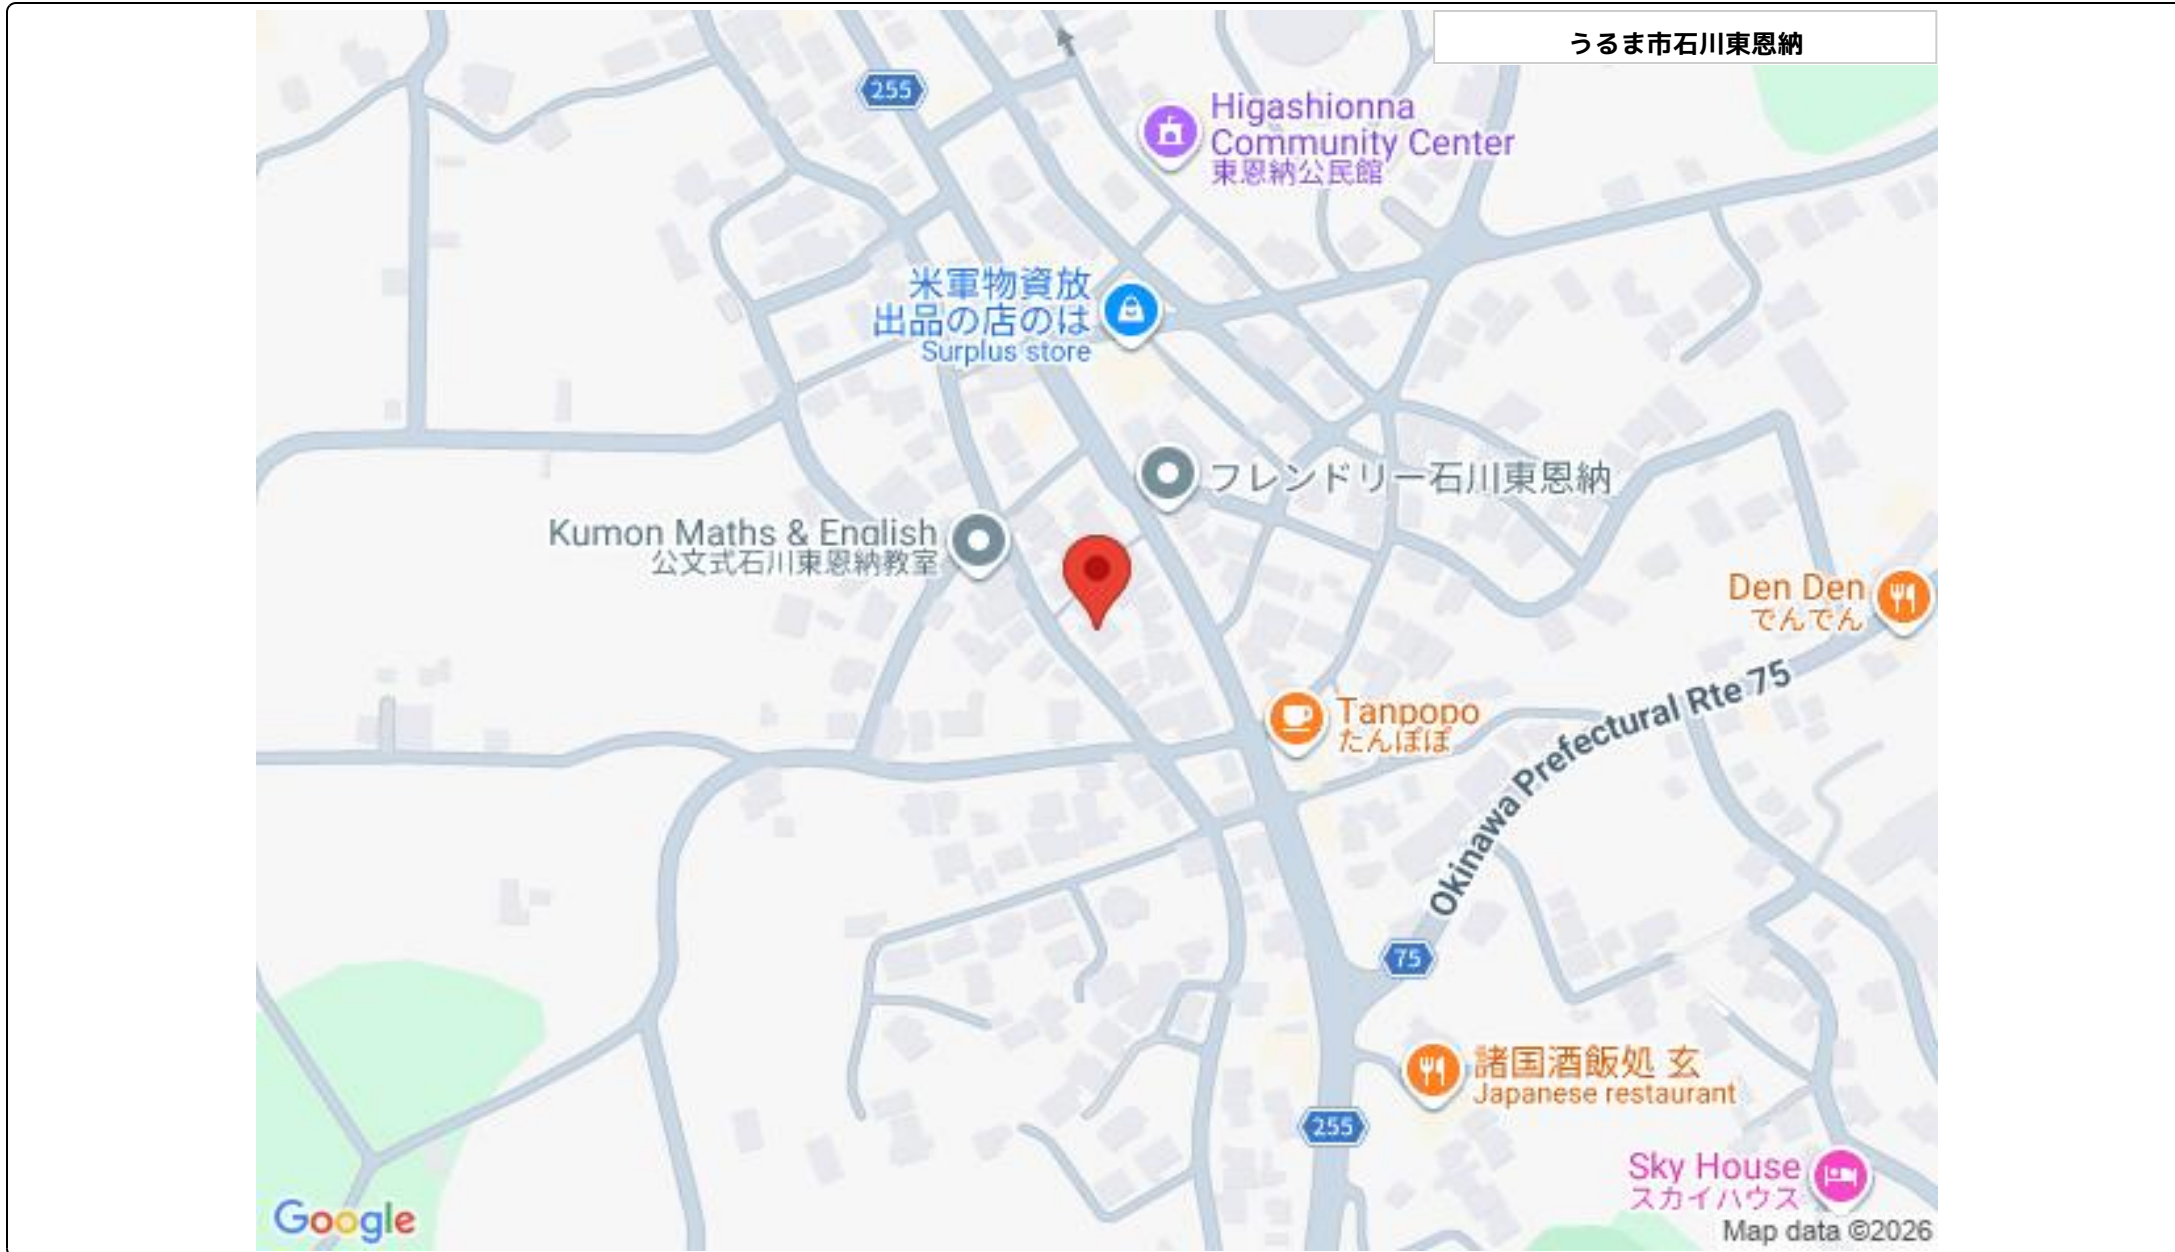 うるま市石川東恩納
255
Higashionna
Community Center
東恩納公民館
米軍物資放
出品の店のは
Surplus store
フレンドリー石川東恩納
Kumon Maths & English
公文式石川東恩納教室
Den Den
でんでん
Okinawa Prefectural Rte 75
Tanpopo
たんぽぽ
75
諸国酒飯処 玄
Japanese restaurant
255
Sky House
スカイハウス
Google
Map data ©2026